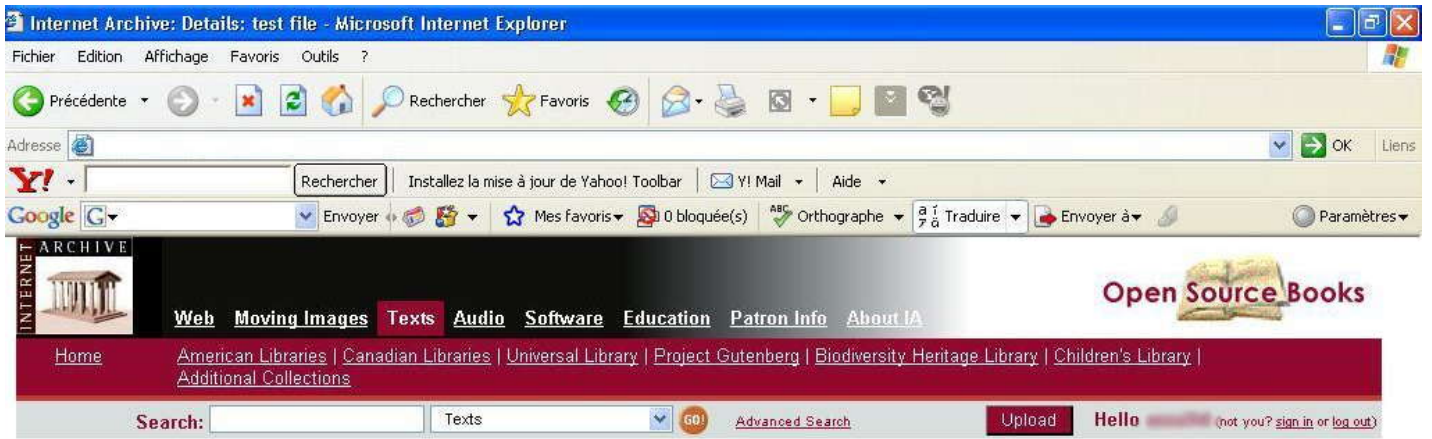 Internet Archive: Details: test file - Microsoft Internet Explorer
Fichier Edition Affichage Favoris Outils ?
Précédente Rechercher Favoris
Adresse OK Liens
Y! Rechercher Installez la mise à jour de Yahoo! Toolbar Y! Mail Aide
Google G Envoyer Mes favoris 0 bloquée(s) ABC Orthographe Traduire Envoyer à Paramètres
INTERNET ARCHIVE
Open Source Books
Web Moving Images Texts Audio Software Education Patron Info About IA
Home American Libraries | Canadian Libraries | Universal Library | Project Gutenberg | Biodiversity Heritage Library | Children's Library |
Additional Collections
Search: Texts GO! Advanced Search Upload Hello (not you? sign in or log out)